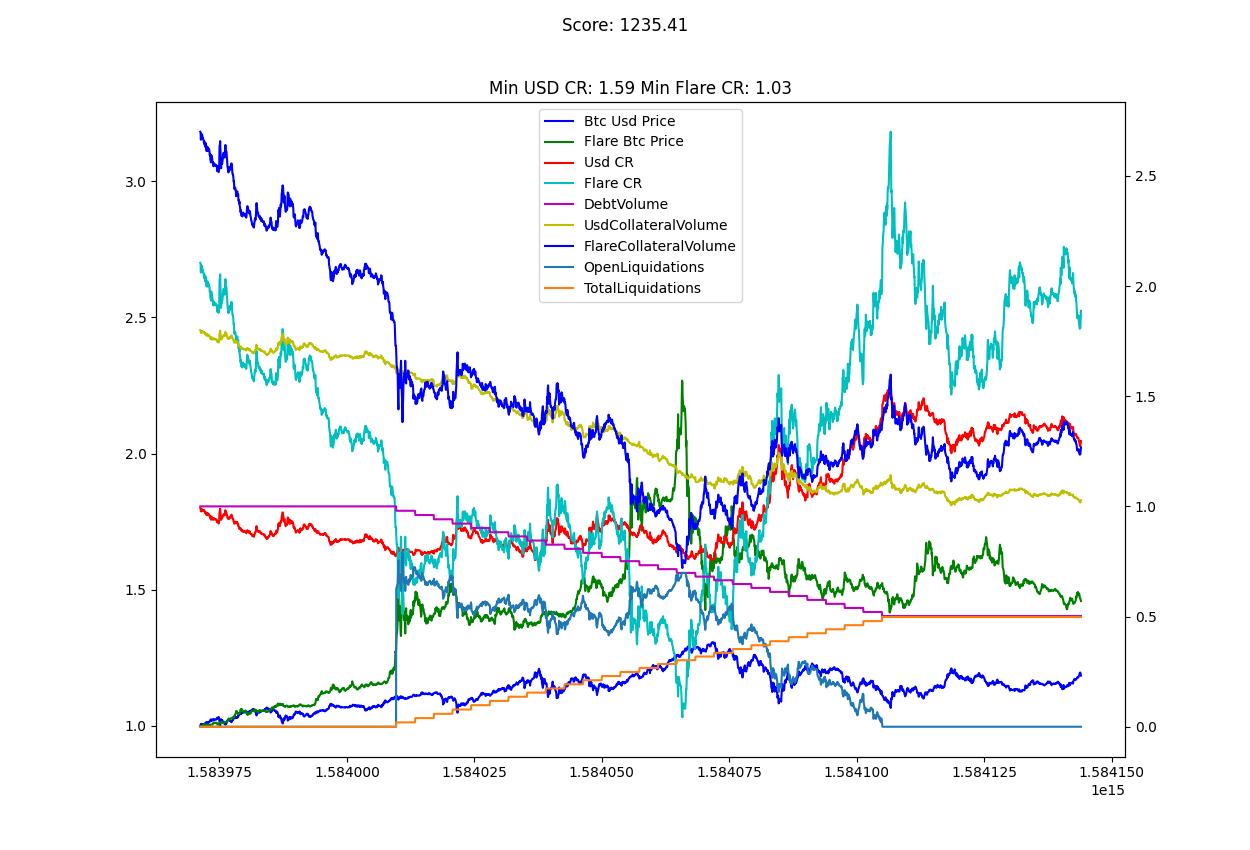 Score: 1235.41
Min USD CR: 1.59 Min Flare CR: 1.03
Btc Usd Price
Flare Btc Price
Usd CR
Flare CR
DebtVolume
UsdCollateralVolume
FlareCollateralVolume
OpenLiquidations
TotalLiquidations
3.0
2.5
2.0
1.5
1.0
2.5
2.0
1.5
1.0
0.5
0.0
1.583975 1.584000 1.584025 1.584050 1.584075 1.584100 1.584125 1.584150
1e15